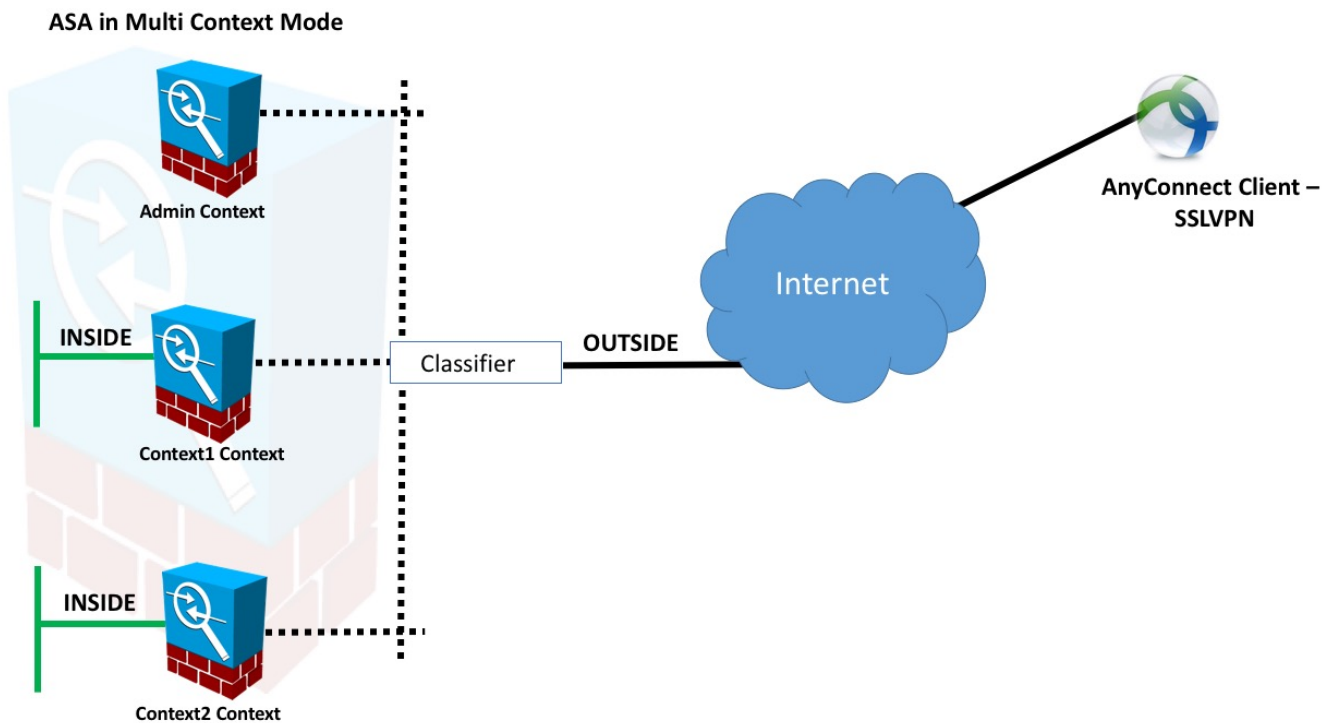 ASA in Multi Context Mode
Admin Context
INSIDE
Context1 Context
Classifier
OUTSIDE
Internet
AnyConnect Client –
SSLVPN
INSIDE
Context2 Context